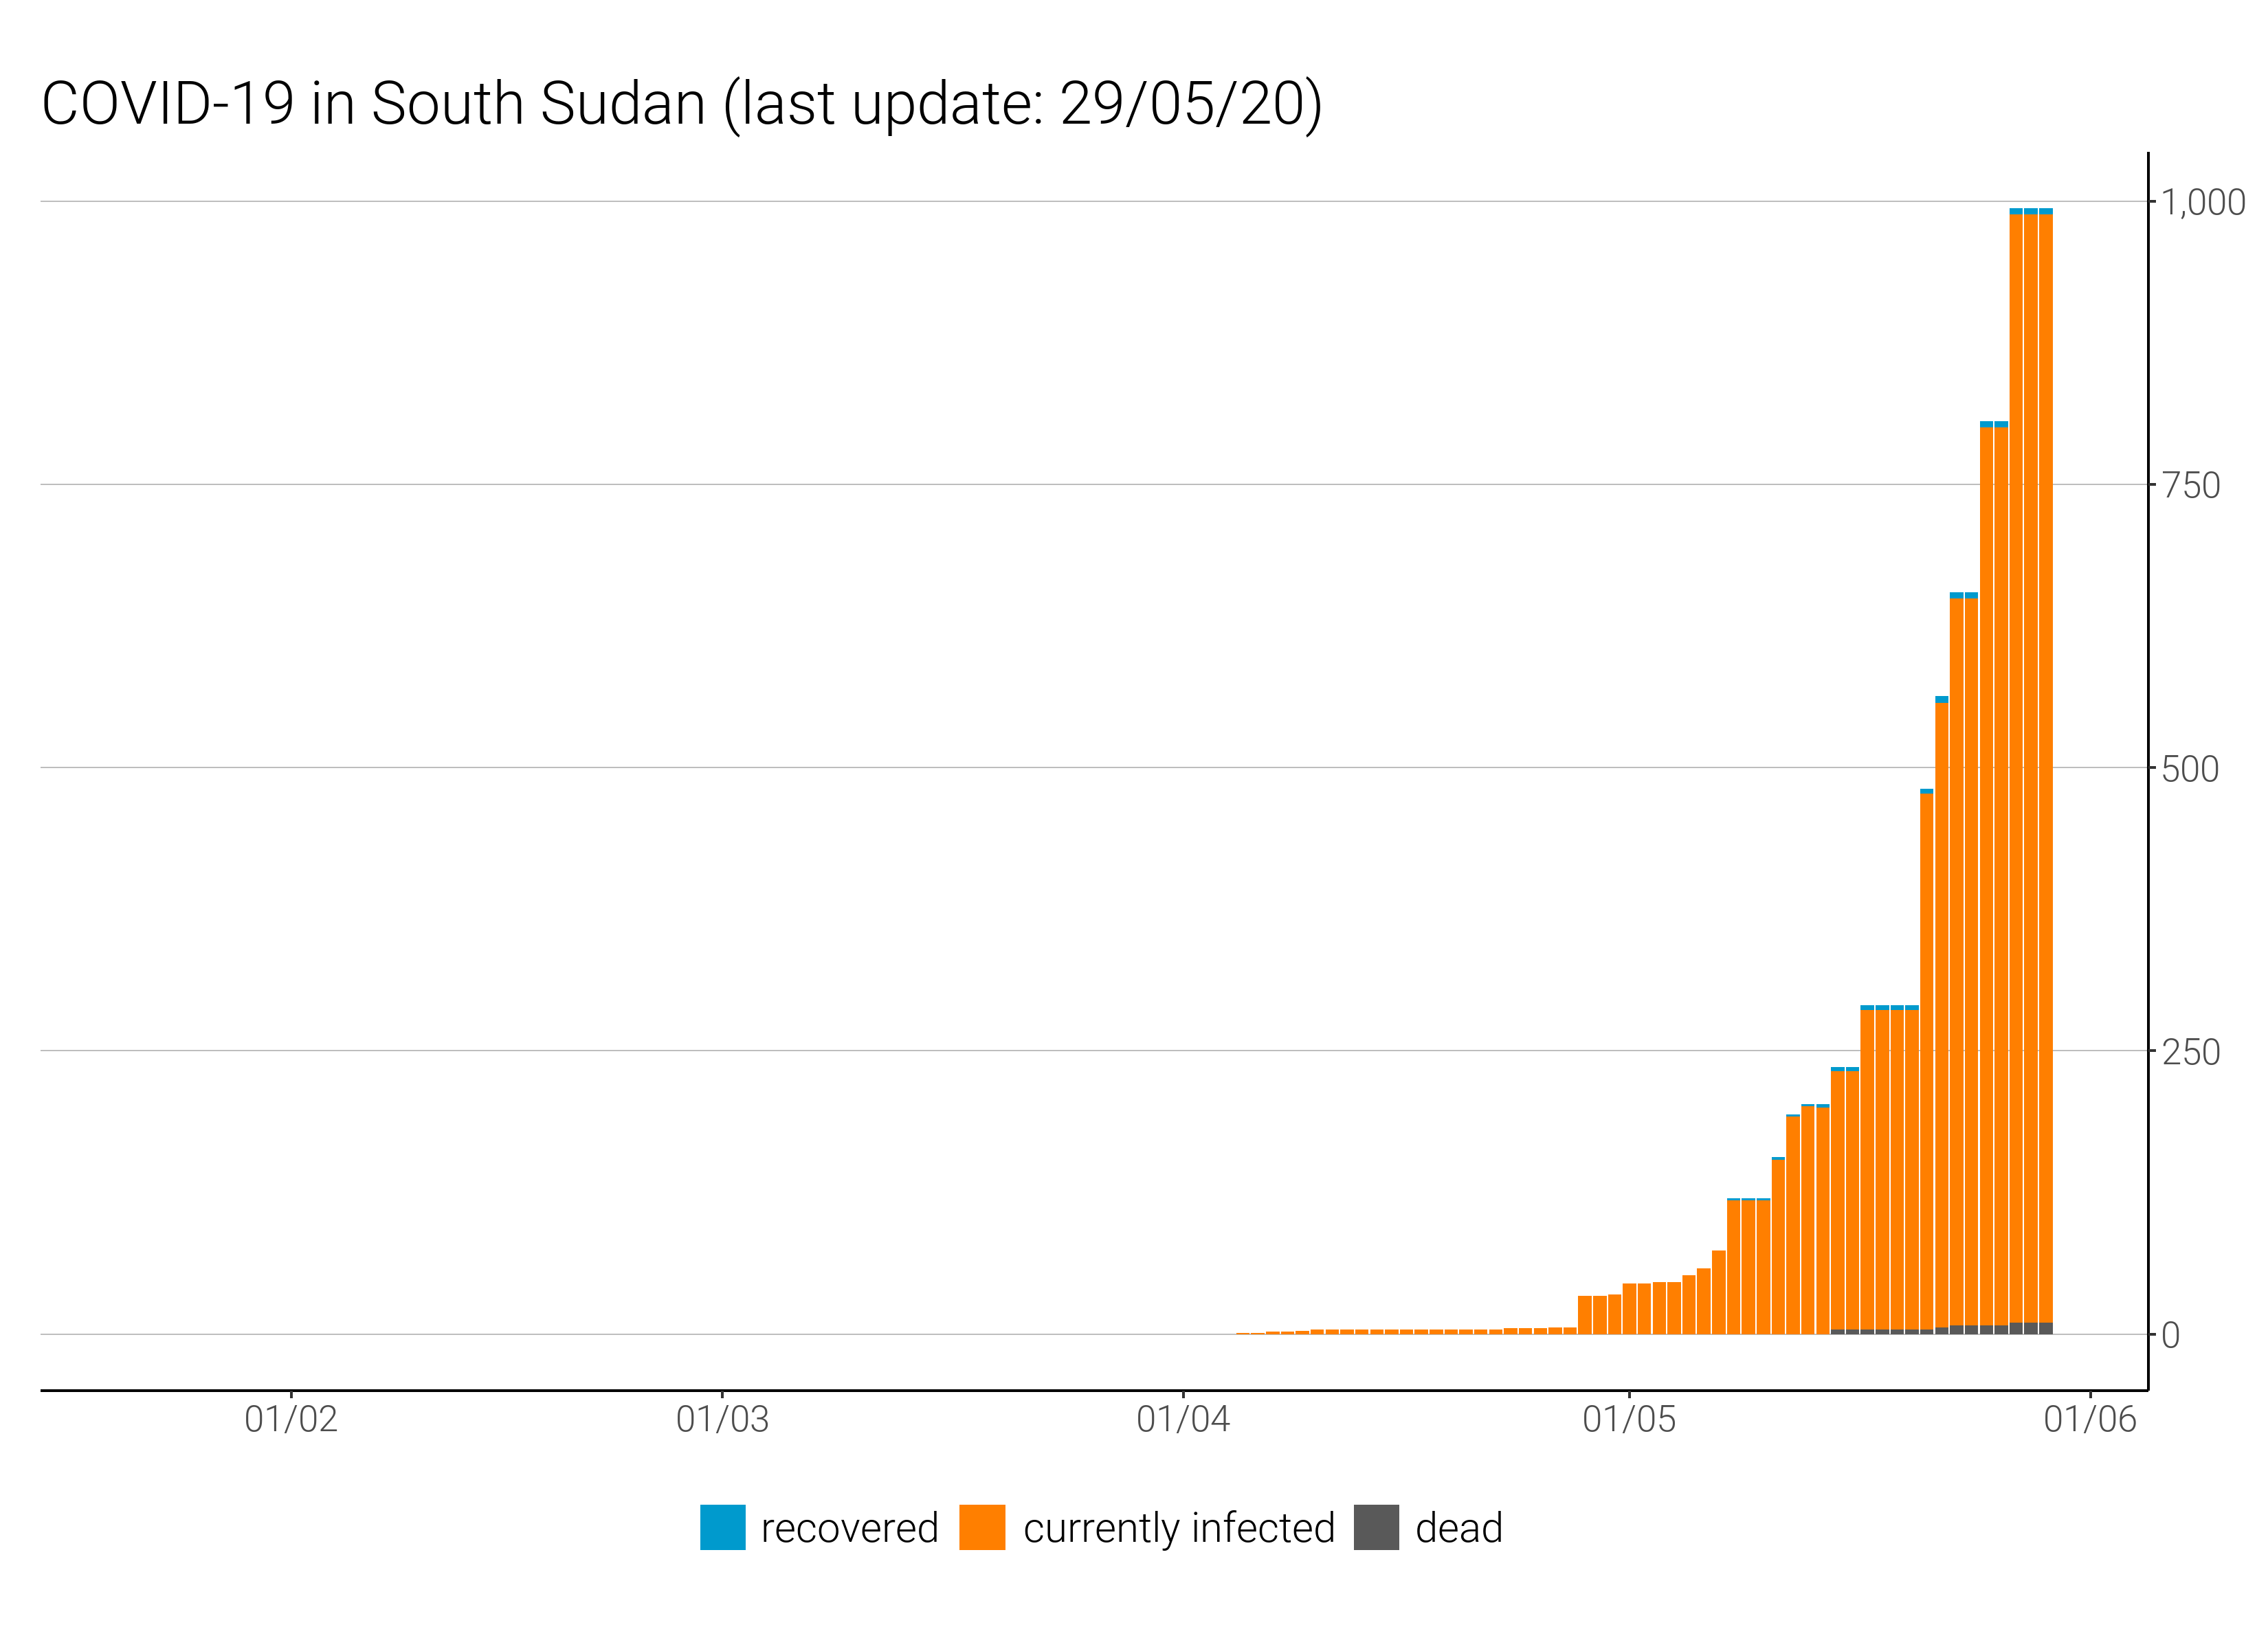 COVID-19 in South Sudan (last update: 29/05/20)
1,000
750
500
250
0
01/02 01/03 01/04 01/05 01/06
recovered currently infected dead